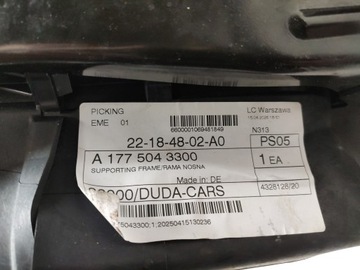 PICKING
EME 01
6600001069481849
LC Warszawa
N313
22-18-48-02-A0
PS05
A 177 504 3300
1 EA
SUPPORTING FRAME/RAMA NOSNA
Made in: DE
4328128/20
/DUDA-CARS
5043300:1:20250415130236